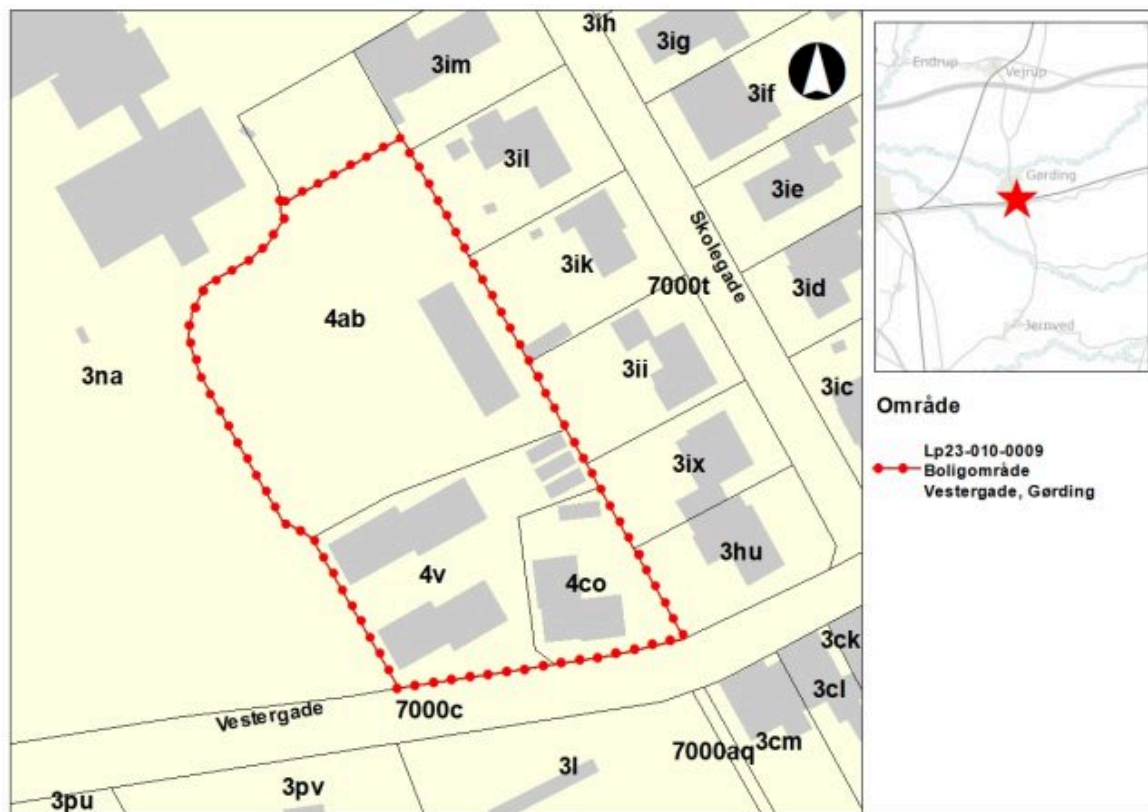 3ih
3ig
3im
3if
3il
3ie
3ik
Skolegade
7000t
3id
4ab
3na
3ii
3ic
3ix
3hu
4v
4co
3ck
3cl
Vestergade
7000c
7000aq
3cm
3l
3pv
3pu
Endrup
Vejrup
Gørding
Jernved
Område
Lp23-010-0009
Boligområde
Vestergade, Gørding